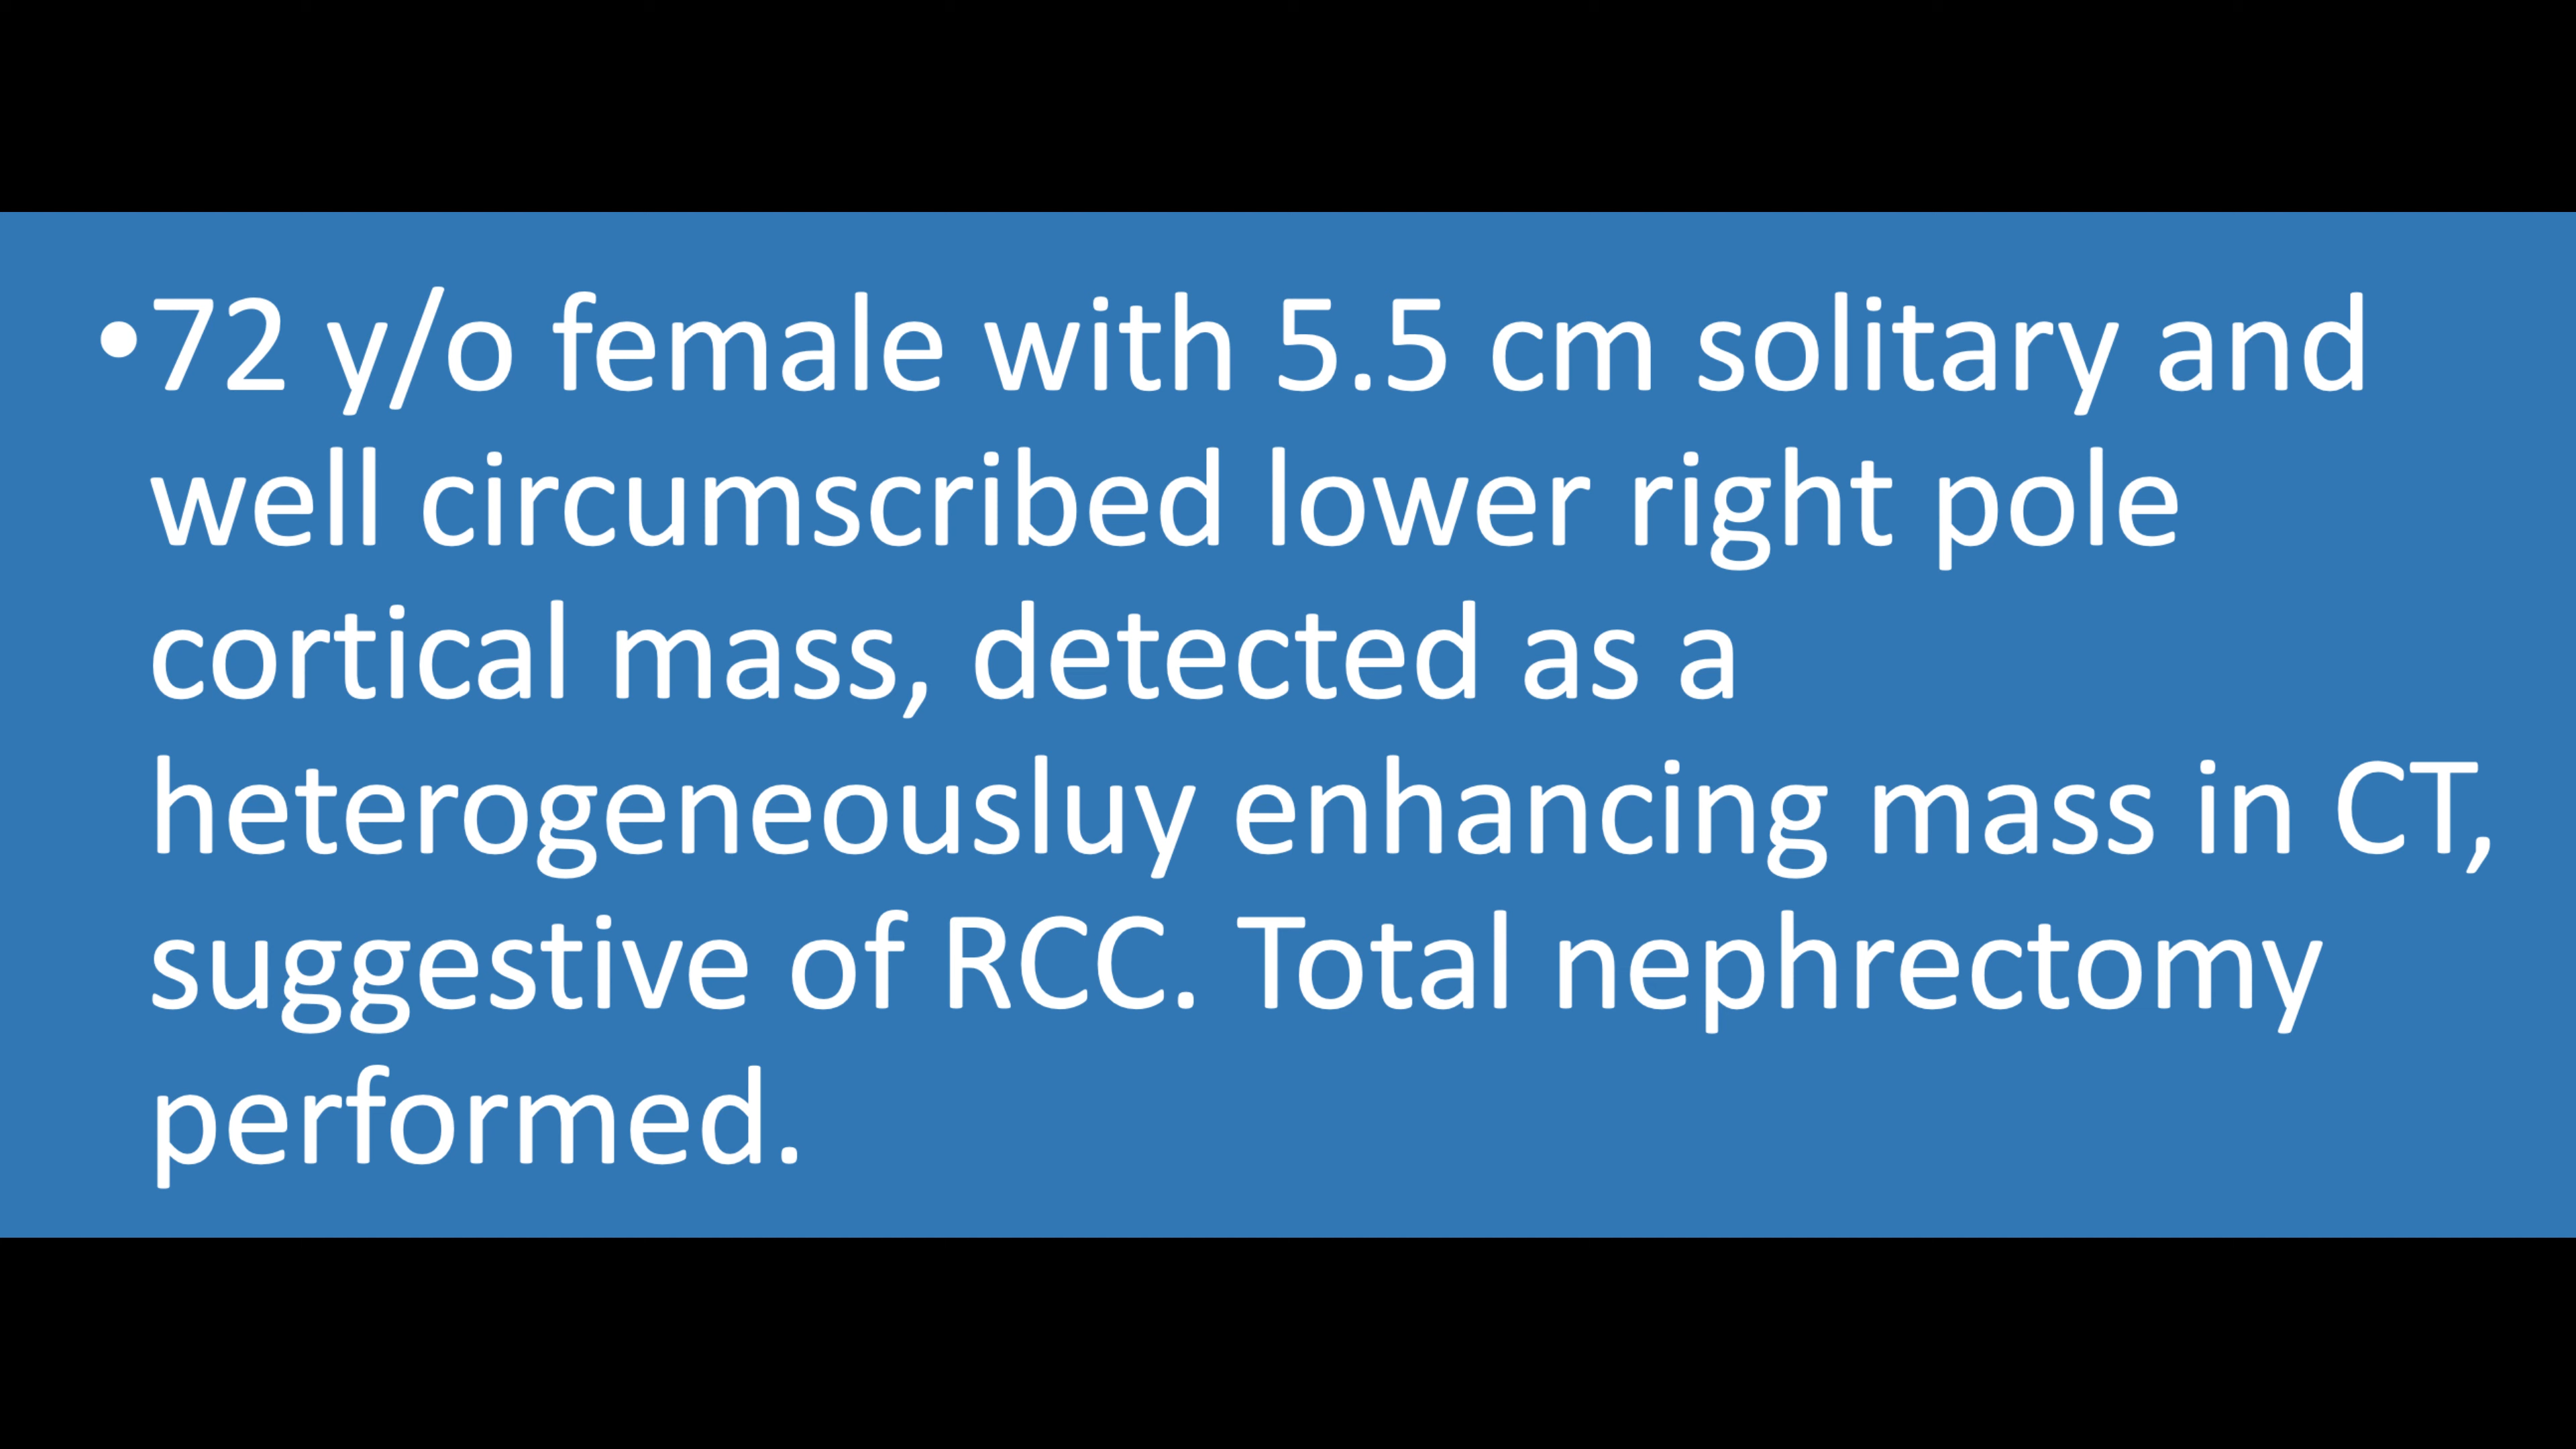 •72 y/o female with 5.5 cm solitary and
well circumscribed lower right pole
cortical mass, detected as a
heterogeneousluy enhancing mass in CT,
suggestive of RCC. Total nephrectomy
performed.